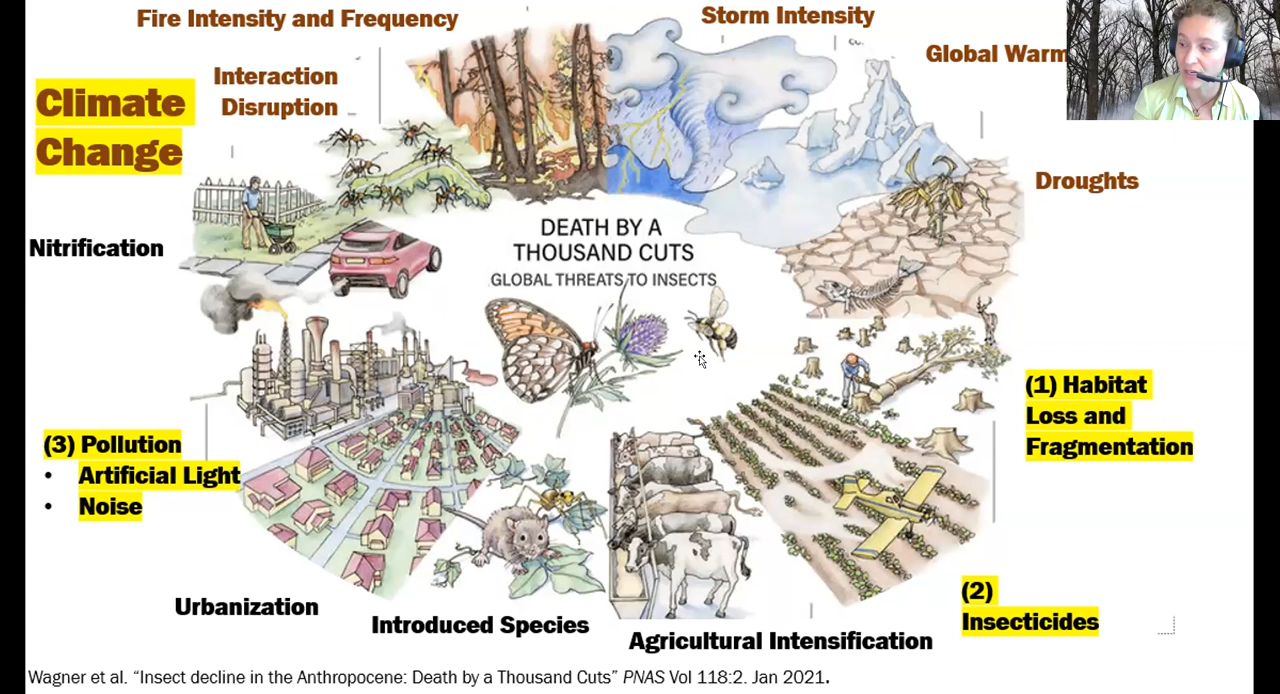 Fire Intensity and Frequency
Storm Intensity
Global Warm
Interaction
Disruption
Climate
Change
Droughts
Nitrification
DEATH BY A
THOUSAND CUTS
GLOBAL THREATS TO INSECTS
(1) Habitat
Loss and
Fragmentation
(3) Pollution
• Artificial Light
• Noise
(2)
Insecticides
Urbanization
Introduced Species
Agricultural Intensification
Wagner et al. “Insect decline in the Anthropocene: Death by a Thousand Cuts” PNAS Vol 118:2. Jan 2021.